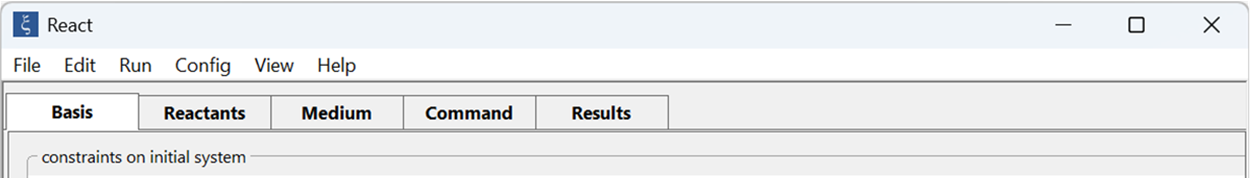 ξ React
File Edit Run Config View Help
Basis Reactants Medium Command Results
constraints on initial system